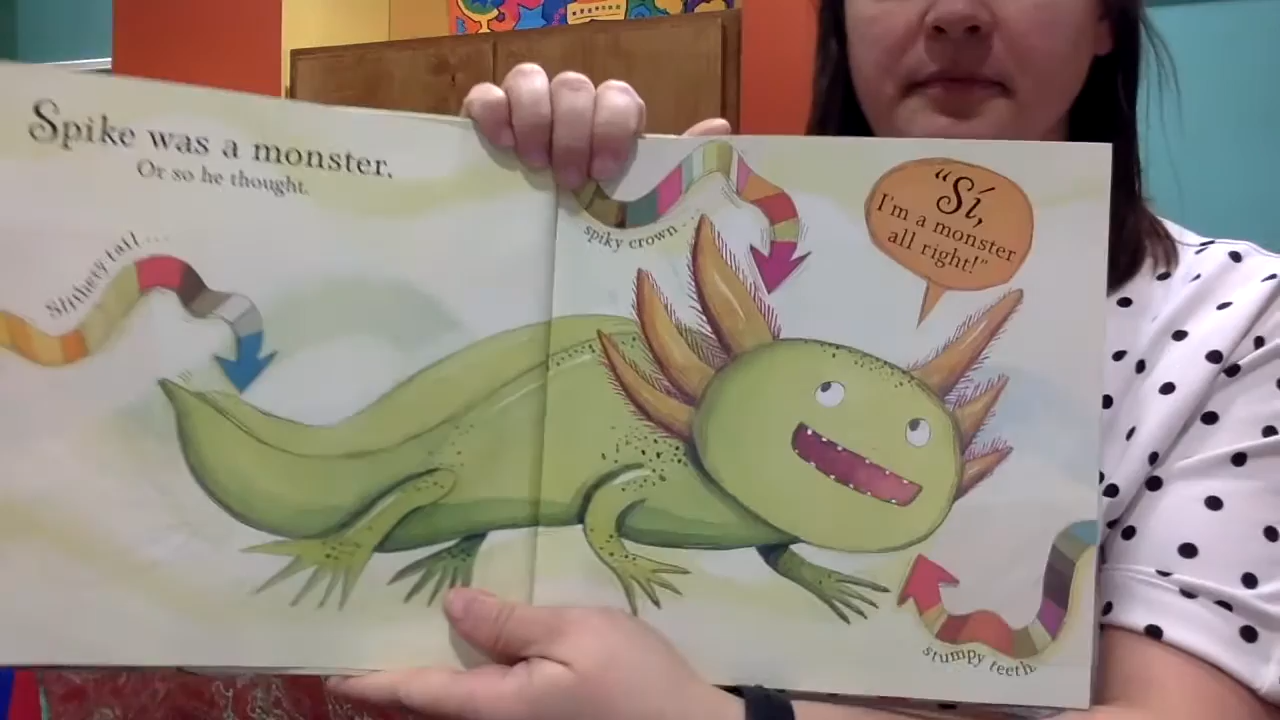 Spike was a monster.
Or so he thought.
Slithery tail...
spiky crown...
"Sí,
I'm a monster
all right!"
stumpy teeth